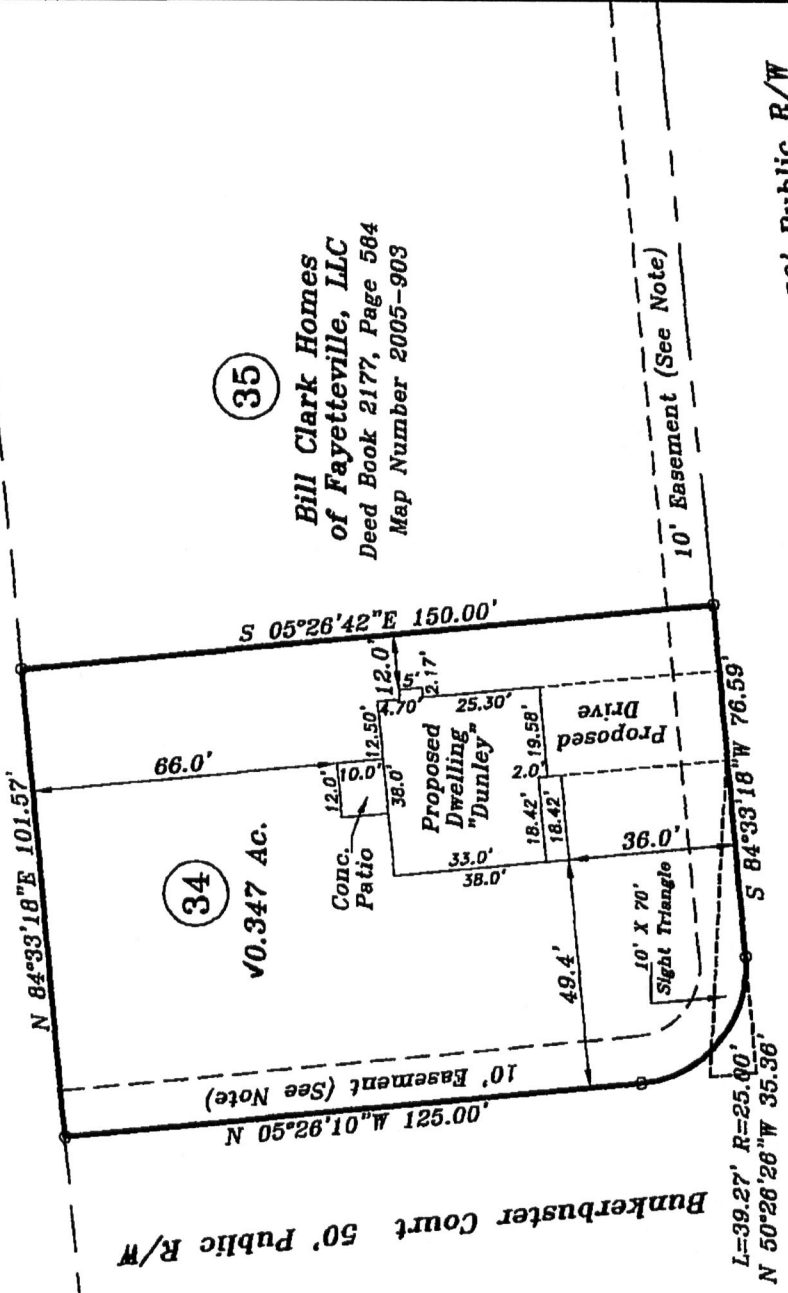 N 84°33'18"E 101.57'
34
√0.347 Ac.
66.0'
Conc.
Patio
12.0'
10.0'
12.50'
38.0'
4.70'
12.0'
5'
2.17'
25.30'
Proposed
Dwelling
"Dunley"
33.0'
38.0'
18.42'
18.42'
2.0'
19.58'
Proposed
Drive
36.0'
49.4'
10' X 70'
Sight Triangle
S 05°26'42"E 150.00'
S 84°33'18"W 76.59'
10' Easement (See Note)
N 05°26'10"W 125.00'
L=39.27' R=25.00'
N 50°26'26"W 35.36'
Bunkerbuster Court 50' Public R/W
35
Bill Clark Homes
of Fayetteville, LLC
Deed Book 2177, Page 584
Map Number 2005-903
10' Easement (See Note)
Public R/W